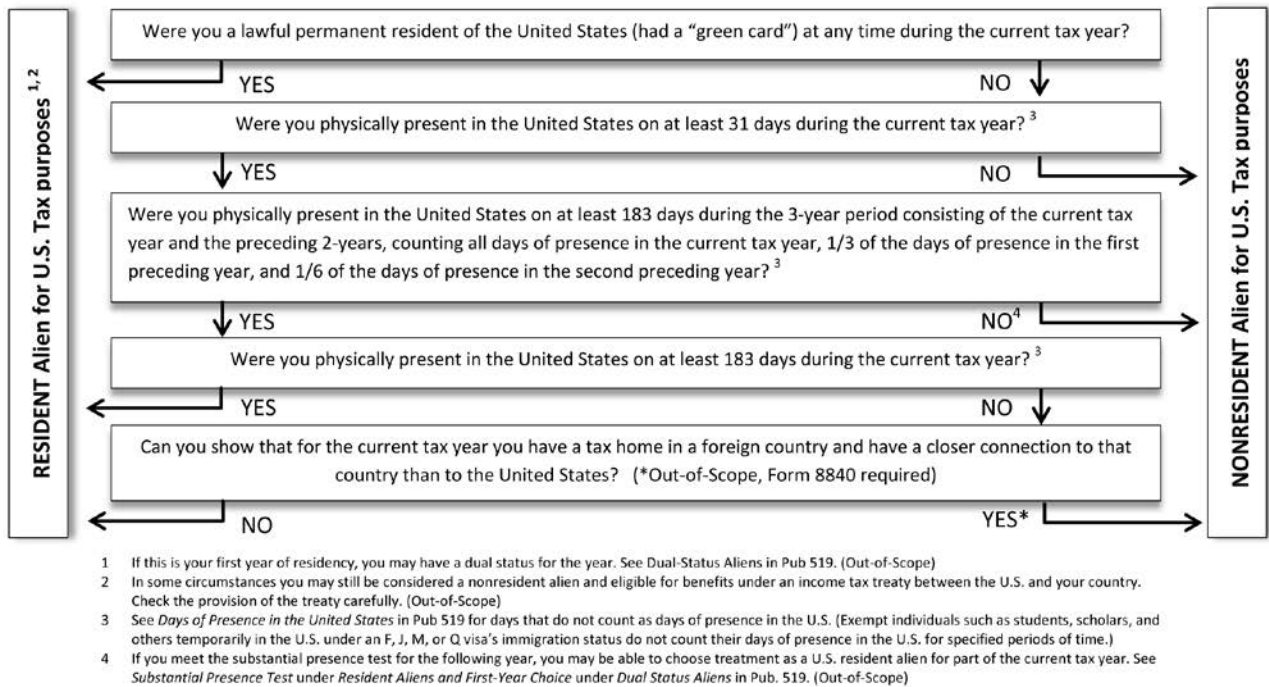 RESIDENT Alien for U.S. Tax purposes 1, 2
Were you a lawful permanent resident of the United States (had a “green card”) at any time during the current tax year?
YES
NO
Were you physically present in the United States on at least 31 days during the current tax year? 3
YES
NO
Were you physically present in the United States on at least 183 days during the 3-year period consisting of the current tax
year and the preceding 2-years, counting all days of presence in the current tax year, 1/3 of the days of presence in the first
preceding year, and 1/6 of the days of presence in the second preceding year? 3
YES
NO4
Were you physically present in the United States on at least 183 days during the current tax year? 3
YES
NO
Can you show that for the current tax year you have a tax home in a foreign country and have a closer connection to that
country than to the United States? (*Out-of-Scope, Form 8840 required)
NO
YES*
NONRESIDENT Alien for U.S. Tax purposes
1 If this is your first year of residency, you may have a dual status for the year. See Dual-Status Aliens in Pub 519. (Out-of-Scope)
2 In some circumstances you may still be considered a nonresident alien and eligible for benefits under an income tax treaty between the U.S. and your country.
Check the provision of the treaty carefully. (Out-of-Scope)
3 See Days of Presence in the United States in Pub 519 for days that do not count as days of presence in the U.S. (Exempt individuals such as students, scholars, and
others temporarily in the U.S. under an F, J, M, or Q visa’s immigration status do not count their days of presence in the U.S. for specified periods of time.)
4 If you meet the substantial presence test for the following year, you may be able to choose treatment as a U.S. resident alien for part of the current tax year. See
Substantial Presence Test under Resident Aliens and First-Year Choice under Dual Status Aliens in Pub. 519. (Out-of-Scope)